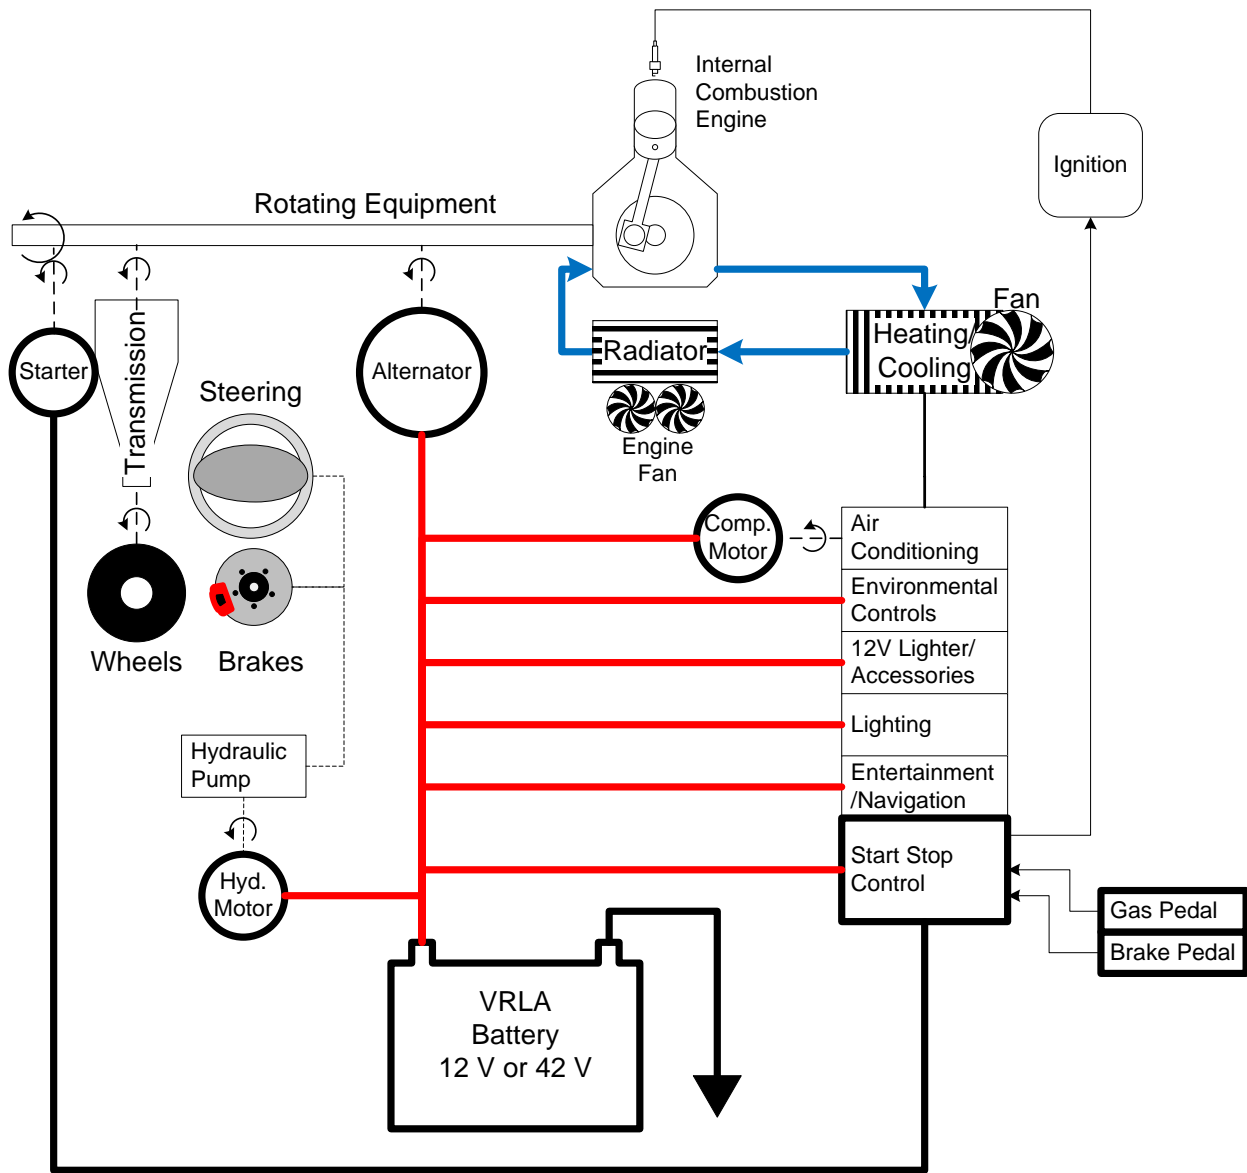 Internal
Combustion
Engine
Ignition
Rotating Equipment
Fan
Heating/
Cooling
Radiator
Engine
Fan
Starter
Transmission
Alternator
Steering
Comp.
Motor
Air
Conditioning
Environmental
Controls
12V Lighter/
Accessories
Lighting
Entertainment
/Navigation
Start Stop
Control
Wheels
Brakes
Hydraulic
Pump
Hyd.
Motor
Gas Pedal
Brake Pedal
VRLA
Battery
12 V or 42 V